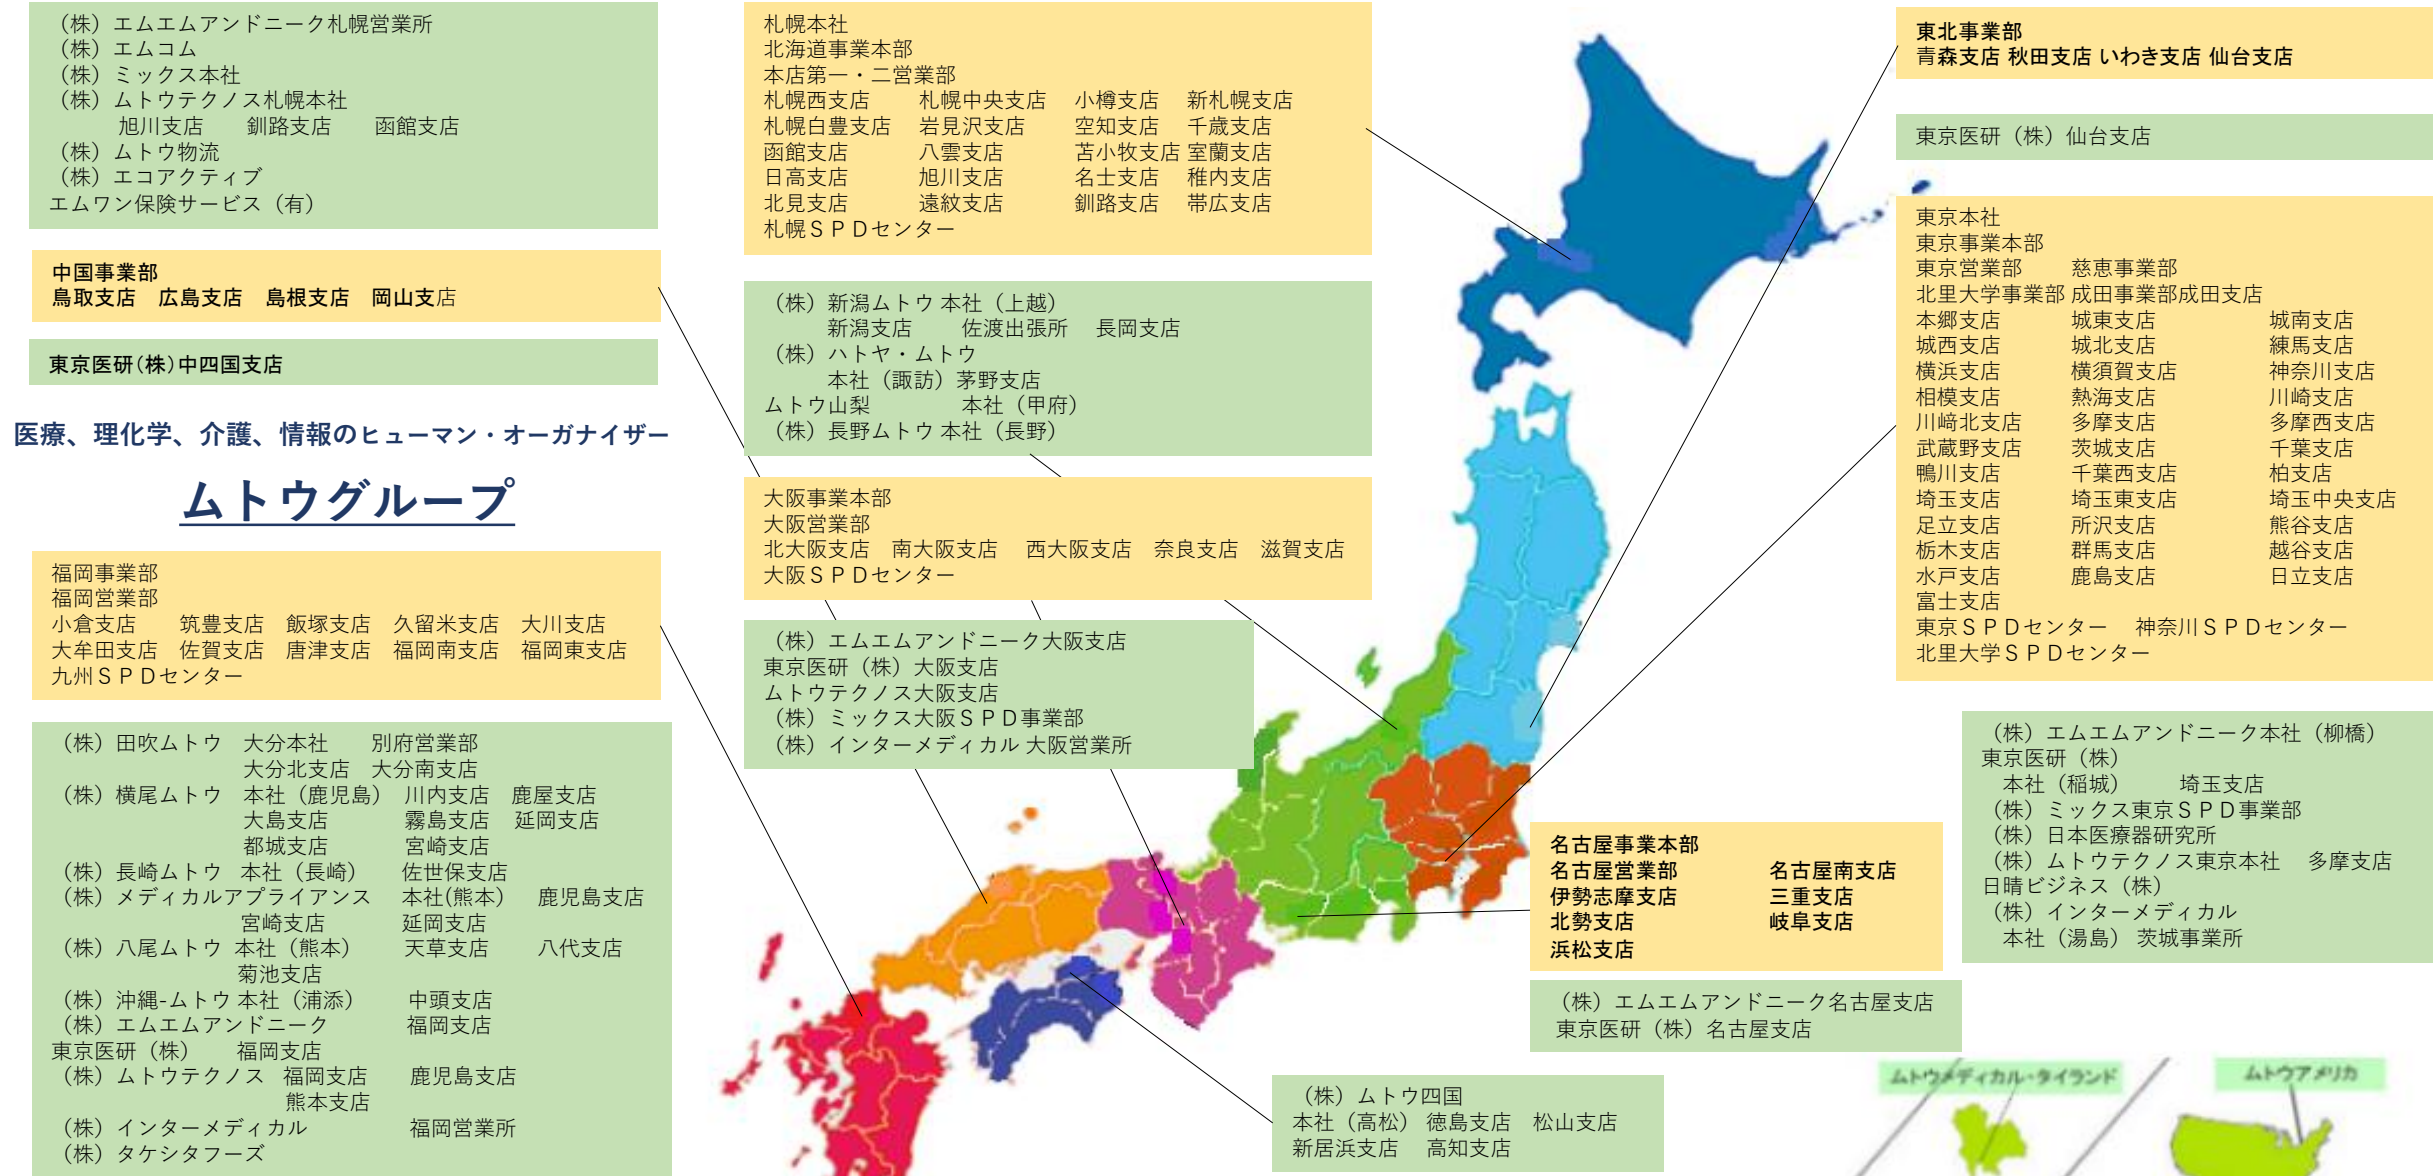 （株）エムエムアンドニーク札幌営業所
（株）エムコム
（株）ミックス本社
（株）ムトウテクノス札幌本社
旭川支店　釧路支店　函館支店
（株）ムトウ物流
（株）エコアクティブ
エムワン保険サービス（有）
中国事業部
鳥取支店　広島支店　島根支店　岡山支店
東京医研(株)中四国支店
医療、理化学、介護、情報のヒューマン・オーガナイザー
ムトウグループ
福岡事業部
福岡営業部
小倉支店　筑豊支店　飯塚支店　久留米支店　大川支店
大牟田支店　佐賀支店　唐津支店　福岡南支店　福岡東支店
九州ＳＰＤセンター
（株）田吹ムトウ　大分本社　別府営業部
大分北支店　大分南支店
（株）横尾ムトウ　本社（鹿児島）　川内支店　鹿屋支店
大島支店　霧島支店　延岡支店
都城支店　宮崎支店
（株）長崎ムトウ　本社（長崎）　佐世保支店
（株）メディカルアプライアンス　本社(熊本)　鹿児島支店
宮崎支店　延岡支店
（株）八尾ムトウ　本社（熊本）　天草支店　八代支店
菊池支店
（株）沖縄-ムトウ 本社（浦添）　中頭支店
（株）エムエムアンドニーク　福岡支店
東京医研（株）　福岡支店
（株）ムトウテクノス　福岡支店　鹿児島支店
熊本支店
（株）インターメディカル　福岡営業所
（株）タケシタフーズ
札幌本社
北海道事業本部
本店第一・二営業部
札幌西支店　札幌中央支店　小樽支店　新札幌支店
札幌白豊支店　岩見沢支店　空知支店　千歳支店
函館支店　八雲支店　苫小牧支店　室蘭支店
日高支店　旭川支店　名士支店　稚内支店
北見支店　遠紋支店　釧路支店　帯広支店
札幌ＳＰＤセンター
（株）新潟ムトウ 本社（上越）
新潟支店　佐渡出張所　長岡支店
（株）ハトヤ・ムトウ
本社（諏訪）茅野支店
ムトウ山梨　本社（甲府）
（株）長野ムトウ 本社（長野）
大阪事業本部
大阪営業部
北大阪支店　南大阪支店　西大阪支店　奈良支店　滋賀支店
大阪ＳＰＤセンター
（株）エムエムアンドニーク大阪支店
東京医研（株）大阪支店
ムトウテクノス大阪支店
（株）ミックス大阪ＳＰＤ事業部
（株）インターメディカル 大阪営業所
東北事業部
青森支店 秋田支店 いわき支店 仙台支店
東京医研（株）仙台支店
東京本社
東京事業本部
東京営業部　慈恵事業部
北里大学事業部 成田事業部成田支店
本郷支店　城東支店　城南支店
城西支店　城北支店　練馬支店
横浜支店　横須賀支店　神奈川支店
相模支店　熱海支店　川崎支店
川﨑北支店　多摩支店　多摩西支店
武蔵野支店　茨城支店　千葉支店
鴨川支店　千葉西支店　柏支店
埼玉支店　埼玉東支店　埼玉中央支店
足立支店　所沢支店　熊谷支店
栃木支店　群馬支店　越谷支店
水戸支店　鹿島支店　日立支店
富士支店
東京ＳＰＤセンター　神奈川ＳＰＤセンター
北里大学ＳＰＤセンター
（株）エムエムアンドニーク本社（柳橋）
東京医研（株）
本社（稲城）　埼玉支店
（株）ミックス東京ＳＰＤ事業部
（株）日本医療器研究所
（株）ムトウテクノス東京本社　多摩支店
日晴ビジネス（株）
（株）インターメディカル
本社（湯島）　茨城事業所
名古屋事業本部
名古屋営業部　名古屋南支店
伊勢志摩支店　三重支店
北勢支店　岐阜支店
浜松支店
（株）エムエムアンドニーク名古屋支店
東京医研（株）名古屋支店
（株）ムトウ四国
本社（高松）　徳島支店　松山支店
新居浜支店　高知支店
ムトウメディカル・タイランド
ムトウアメリカ